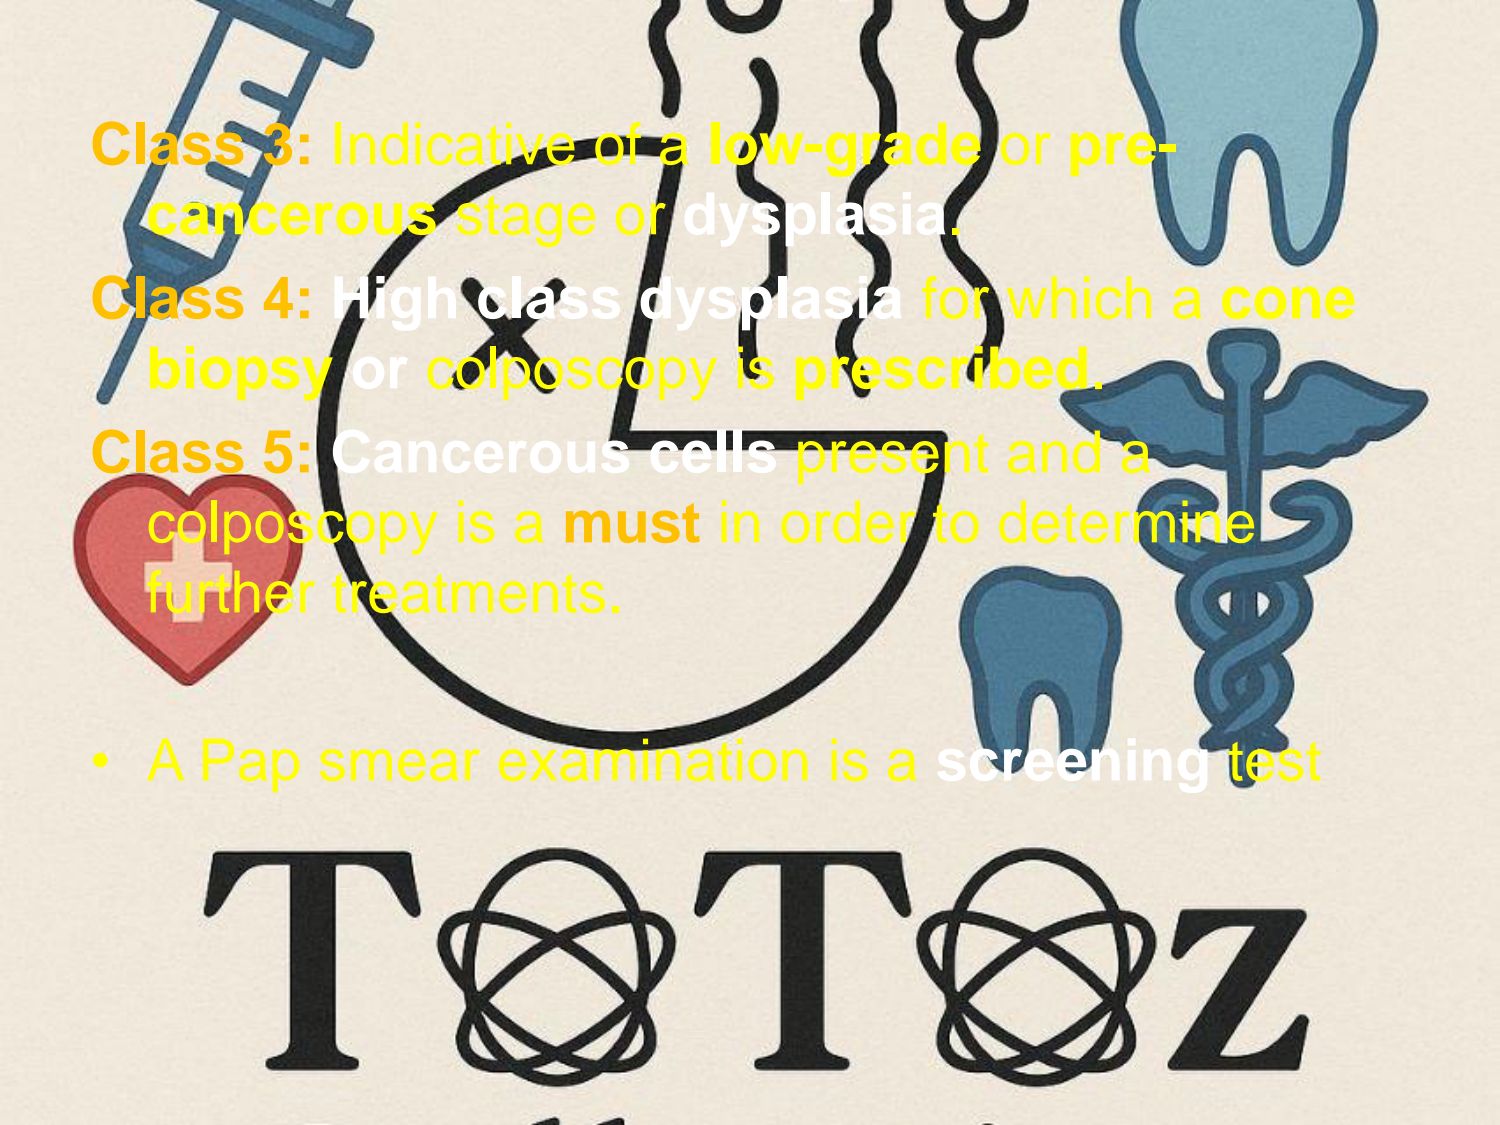 Class 3: Indicative of a low-grade or pre-
cancerous stage or dysplasia.
Class 4: High class dysplasia for which a cone
biopsy or colposcopy is prescribed.
Class 5: Cancerous cells present and a
colposcopy is a must in order to determine
further treatments.
• A Pap smear examination is a screening test
TOTOZ